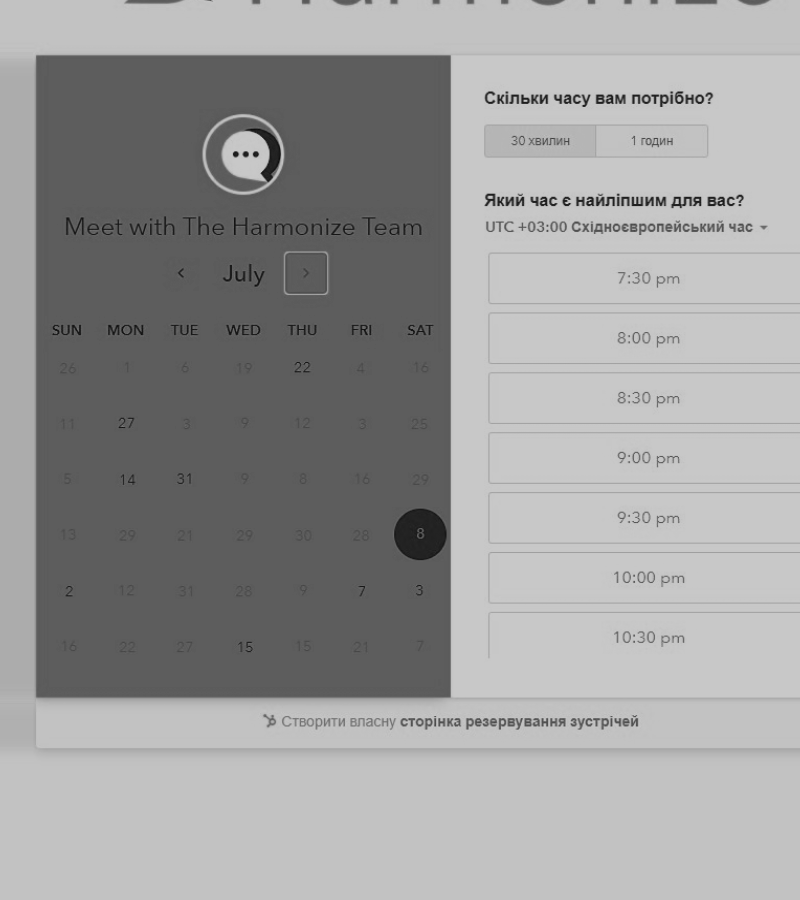 Harmonize
Meet with The Harmonize Team
July
SUN MON TUE WED THU FRI SAT
26 1 6 19 22 4 16
11 27 3 9 12 3 25
5 14 31 9 8 16 29
13 29 21 29 30 28 8
2 12 31 28 9 7 3
16 22 27 15 15 21 7
Скільки часу вам потрібно?
30 хвилин 1 годин
Який час є найліпшим для вас?
UTC +03:00 Східноєвропейський час
7:30 pm
8:00 pm
8:30 pm
9:00 pm
9:30 pm
10:00 pm
10:30 pm
Створити власну сторінка резервування зустрічей